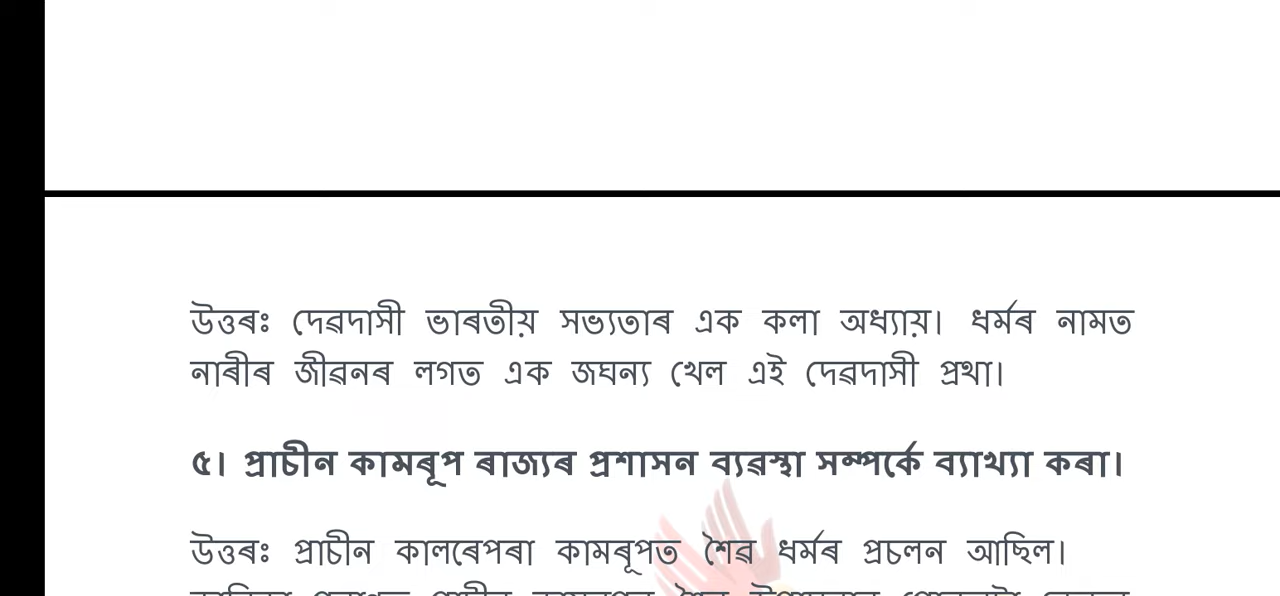 উত্তৰঃ দেৱদাসী ভাৰতীয় সভ্যতাৰ এক কলা অধ্যায়। ধৰ্মৰ নামত
নাৰীৰ জীৱনৰ লগত এক জঘন্য খেল এই দেৱদাসী প্ৰথা।
৫। প্ৰাচীন কামৰূপ ৰাজ্যৰ প্ৰশাসন ব্যৱস্থা সম্পৰ্কে ব্যাখ্যা কৰা।
উত্তৰঃ প্ৰাচীন কালৰেপৰা কামৰূপত শৈৱ ধৰ্মৰ প্ৰচলন আছিল।